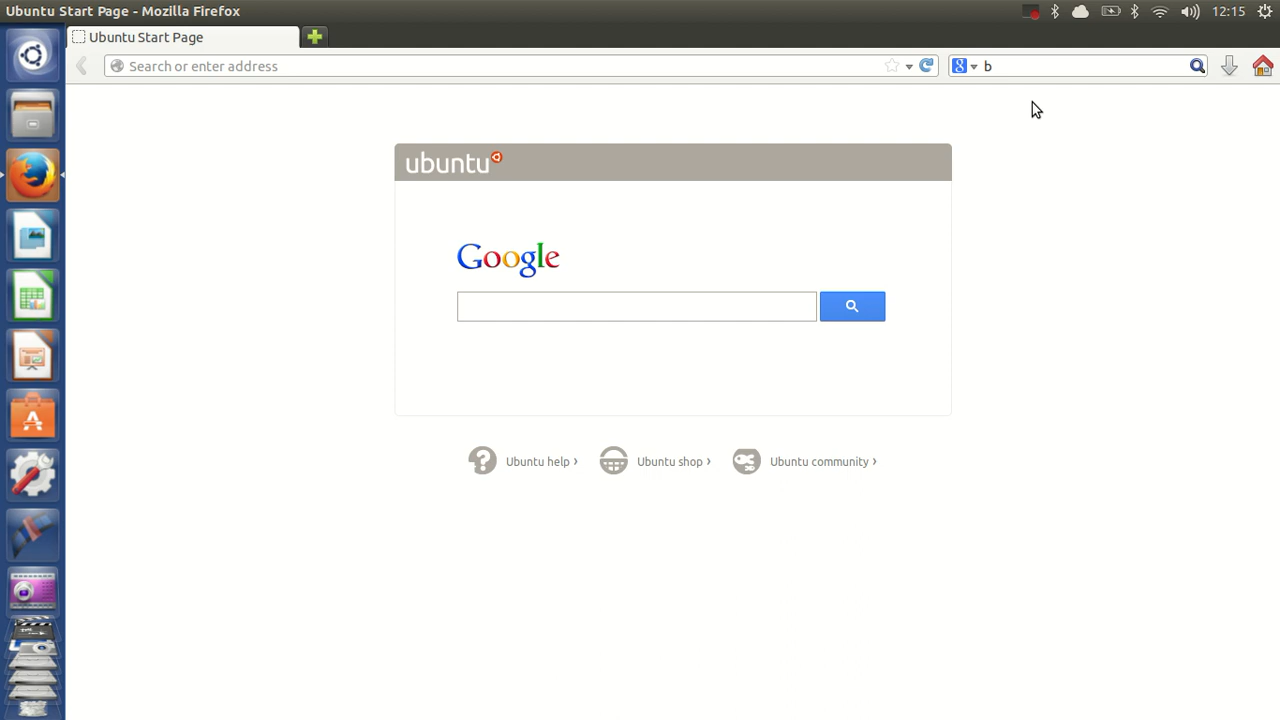 Ubuntu Start Page - Mozilla Firefox
12:15
Ubuntu Start Page
Search or enter address
b
ubuntu
Google
Ubuntu help ›
Ubuntu shop ›
Ubuntu community ›